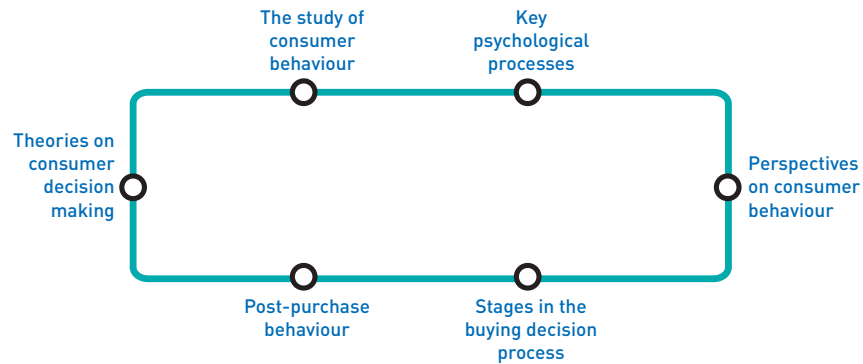 The study of
consumer
behaviour
Key
psychological
processes
Theories on
consumer
decision
making
Perspectives
on consumer
behaviour
Post-purchase
behaviour
Stages in the
buying decision
process